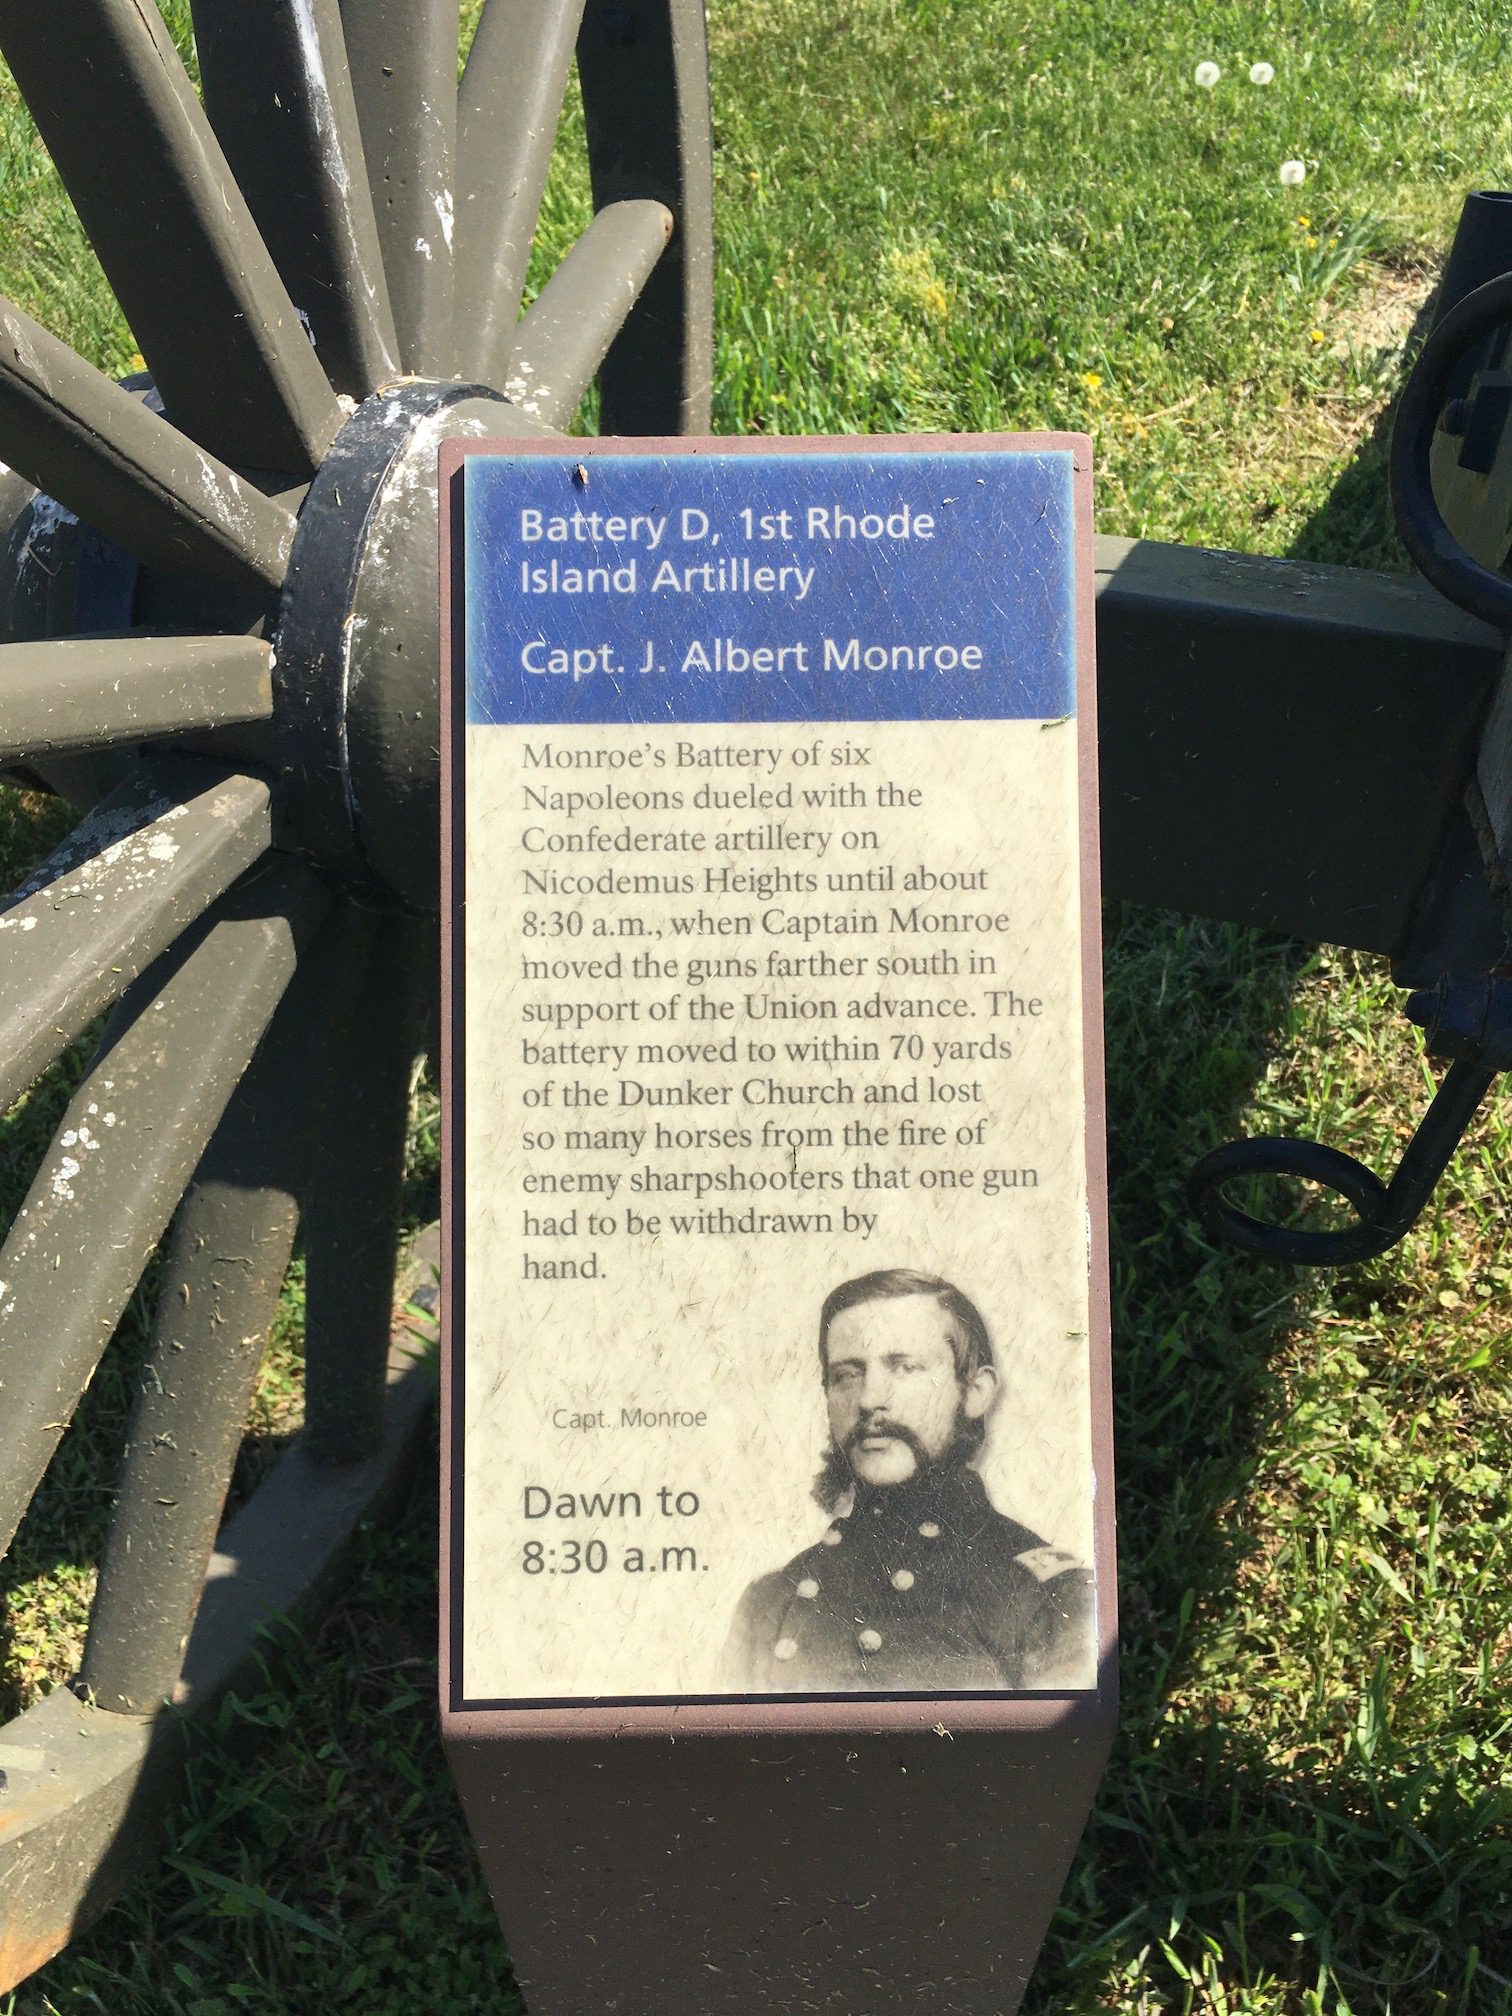 Battery D, 1st Rhode
Island Artillery
Capt. J. Albert Monroe
Monroe’s Battery of six
Napoleons dueled with the
Confederate artillery on
Nicodemus Heights until about
8:30 a.m., when Captain Monroe
moved the guns farther south in
support of the Union advance. The
battery moved to within 70 yards
of the Dunker Church and lost
so many horses from the fire of
enemy sharpshooters that one gun
had to be withdrawn by
hand.
Capt. Monroe
Dawn to
8:30 a.m.